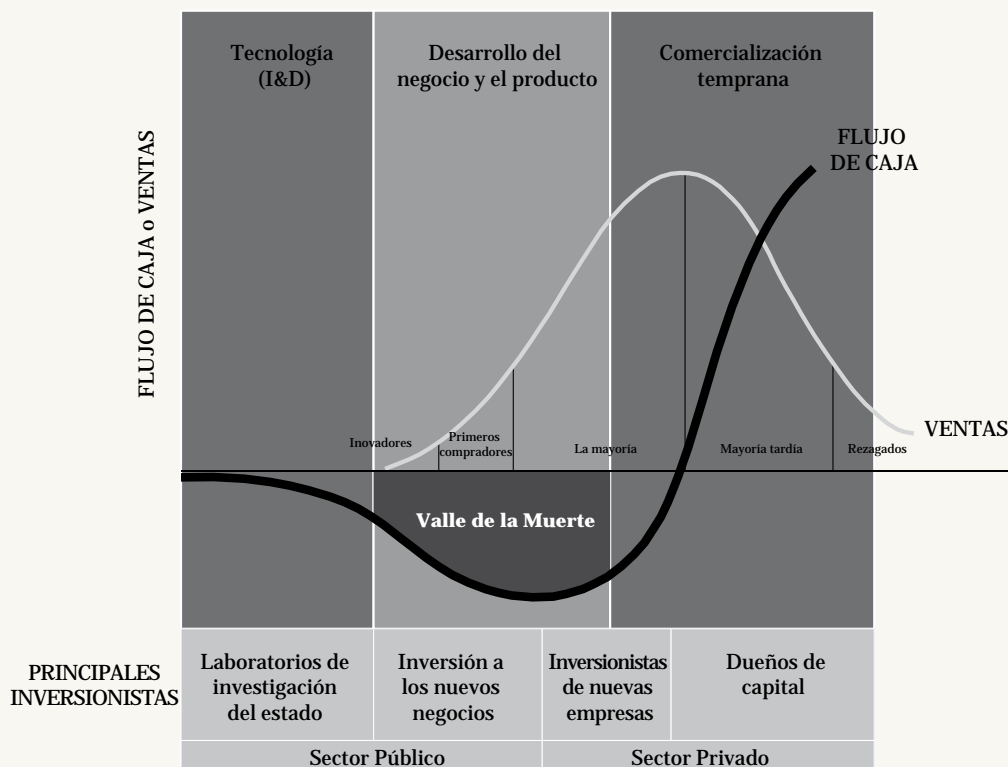 Tecnología
(I&D)
Desarrollo del
negocio y el producto
Comercialización
temprana
FLUJO DE CAJA o VENTAS
FLUJO
DE CAJA
Inovadores
Primeros
compradores
La mayoría
Mayoría tardía
Rezagados
VENTAS
Valle de la Muerte
PRINCIPALES
INVERSIONISTAS
Laboratorios de
investigación
del estado
Inversión a
los nuevos
negocios
Inversionistas
de nuevas
empresas
Dueños de
capital
Sector Público
Sector Privado